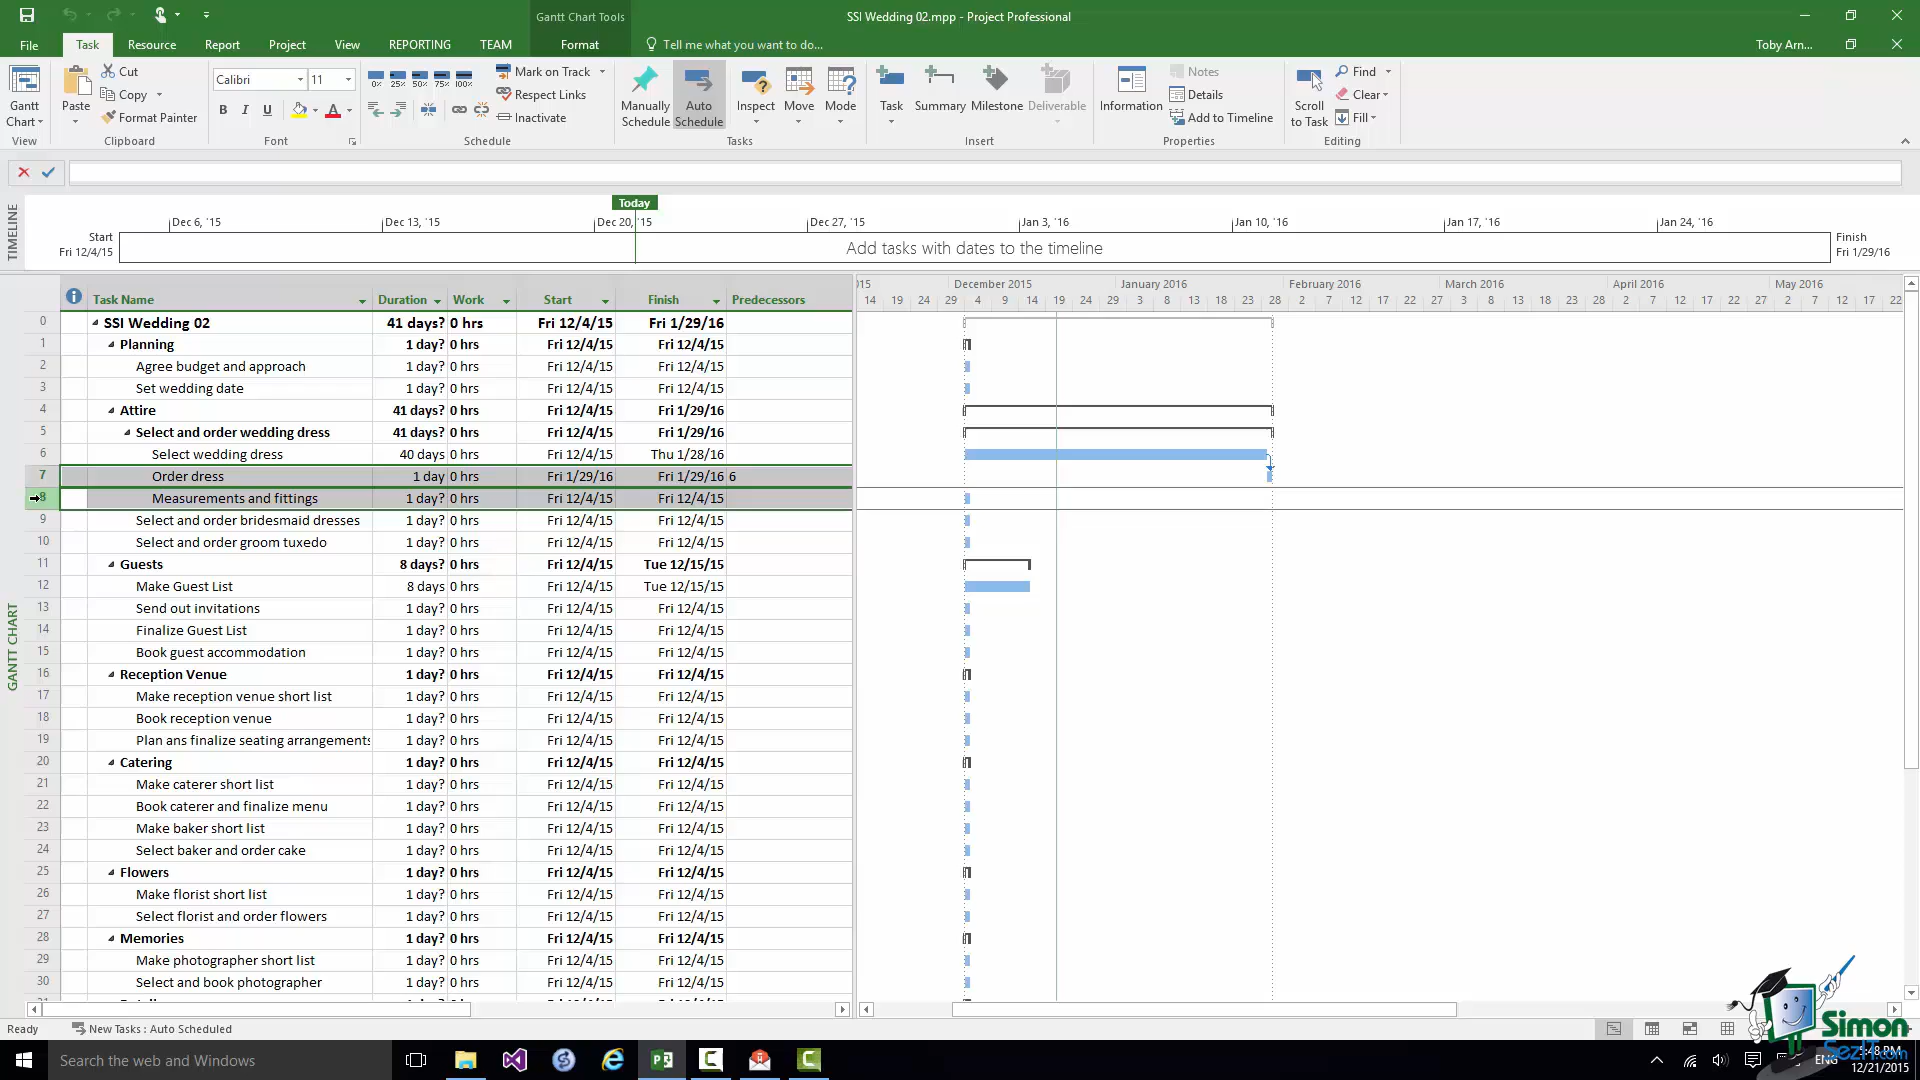 Gantt Chart Tools
SSI Wedding 02.mpp - Project Professional
File Task Resource Report Project View REPORTING TEAM Format Tell me what you want to do... Toby Arn...
Gantt Chart
View
Paste
Cut
Copy
Format Painter
Clipboard
Calibri 11
B I U A
Font
0% 25% 50% 75% 100%
Mark on Track
Respect Links
Inactivate
Schedule
Manually Schedule
Auto Schedule
Inspect Move Mode
Tasks
Task Summary Milestone Deliverable
Insert
Information
Notes
Details
Add to Timeline
Properties
Scroll to Task
Find
Clear
Fill
Editing
TIMELINE
Today
Dec 6, '15 Dec 13, '15 Dec 20, '15 Dec 27, '15 Jan 3, '16 Jan 10, '16 Jan 17, '16 Jan 24, '16
Start
Fri 12/4/15
Add tasks with dates to the timeline
Finish
Fri 1/29/16
GANTT CHART
Task Name Duration Work Start Finish Predecessors
'15 December 2015 January 2016 February 2016 March 2016 April 2016 May 2016
14 19 24 29 4 9 14 19 24 29 3 8 13 18 23 28 2 7 12 17 22 27 3 8 13 18 23 28 2 7 12 17 22 27 2 7 12 17 22
0 SSI Wedding 02 41 days? 0 hrs Fri 12/4/15 Fri 1/29/16
1 Planning 1 day? 0 hrs Fri 12/4/15 Fri 12/4/15
2 Agree budget and approach 1 day? 0 hrs Fri 12/4/15 Fri 12/4/15
3 Set wedding date 1 day? 0 hrs Fri 12/4/15 Fri 12/4/15
4 Attire 41 days? 0 hrs Fri 12/4/15 Fri 1/29/16
5 Select and order wedding dress 41 days? 0 hrs Fri 12/4/15 Fri 1/29/16
6 Select wedding dress 40 days 0 hrs Fri 12/4/15 Thu 1/28/16
7 Order dress 1 day 0 hrs Fri 1/29/16 Fri 1/29/16 6
8 Measurements and fittings 1 day? 0 hrs Fri 12/4/15 Fri 12/4/15
9 Select and order bridesmaid dresses 1 day? 0 hrs Fri 12/4/15 Fri 12/4/15
10 Select and order groom tuxedo 1 day? 0 hrs Fri 12/4/15 Fri 12/4/15
11 Guests 8 days? 0 hrs Fri 12/4/15 Tue 12/15/15
12 Make Guest List 8 days 0 hrs Fri 12/4/15 Tue 12/15/15
13 Send out invitations 1 day? 0 hrs Fri 12/4/15 Fri 12/4/15
14 Finalize Guest List 1 day? 0 hrs Fri 12/4/15 Fri 12/4/15
15 Book guest accommodation 1 day? 0 hrs Fri 12/4/15 Fri 12/4/15
16 Reception Venue 1 day? 0 hrs Fri 12/4/15 Fri 12/4/15
17 Make reception venue short list 1 day? 0 hrs Fri 12/4/15 Fri 12/4/15
18 Book reception venue 1 day? 0 hrs Fri 12/4/15 Fri 12/4/15
19 Plan ans finalize seating arrangements 1 day? 0 hrs Fri 12/4/15 Fri 12/4/15
20 Catering 1 day? 0 hrs Fri 12/4/15 Fri 12/4/15
21 Make caterer short list 1 day? 0 hrs Fri 12/4/15 Fri 12/4/15
22 Book caterer and finalize menu 1 day? 0 hrs Fri 12/4/15 Fri 12/4/15
23 Make baker short list 1 day? 0 hrs Fri 12/4/15 Fri 12/4/15
24 Select baker and order cake 1 day? 0 hrs Fri 12/4/15 Fri 12/4/15
25 Flowers 1 day? 0 hrs Fri 12/4/15 Fri 12/4/15
26 Make florist short list 1 day? 0 hrs Fri 12/4/15 Fri 12/4/15
27 Select florist and order flowers 1 day? 0 hrs Fri 12/4/15 Fri 12/4/15
28 Memories 1 day? 0 hrs Fri 12/4/15 Fri 12/4/15
29 Make photographer short list 1 day? 0 hrs Fri 12/4/15 Fri 12/4/15
30 Select and book photographer 1 day? 0 hrs Fri 12/4/15 Fri 12/4/15
Ready New Tasks : Auto Scheduled
Simon
SezIT.com
Search the web and Windows
ENG
12/21/2015